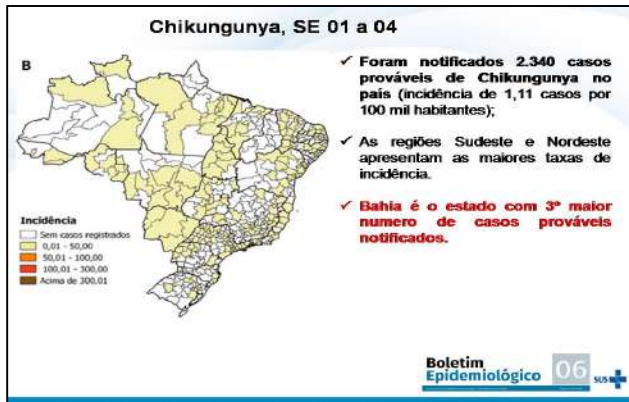 Chikungunya, SE 01 a 04
B
✓ Foram notificados 2.340 casos
prováveis de Chikungunya no
país (incidência de 1,11 casos por
100 mil habitantes);
✓ As regiões Sudeste e Nordeste
apresentam as maiores taxas de
incidência.
✓ Bahia é o estado com 3º maior
numero de casos prováveis
notificados.
Incidência
Sem casos registrados
0,01 - 50,00
50,01 - 100,00
100,01 - 300,00
Acima de 300,01
Boletim
Epidemiológico
06
SUS